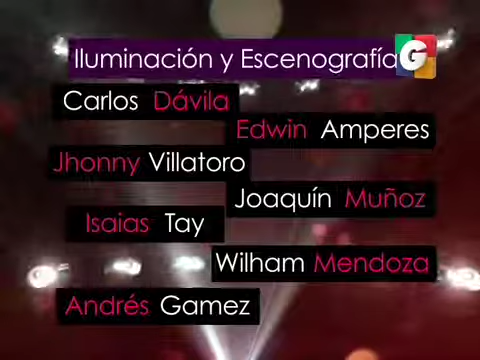 Iluminación y Escenografía
G
Carlos Dávila
Edwin Amperes
Jhonny Villatoro
Joaquín Muñoz
Isaias Tay
Wilham Mendoza
Andrés Gamez